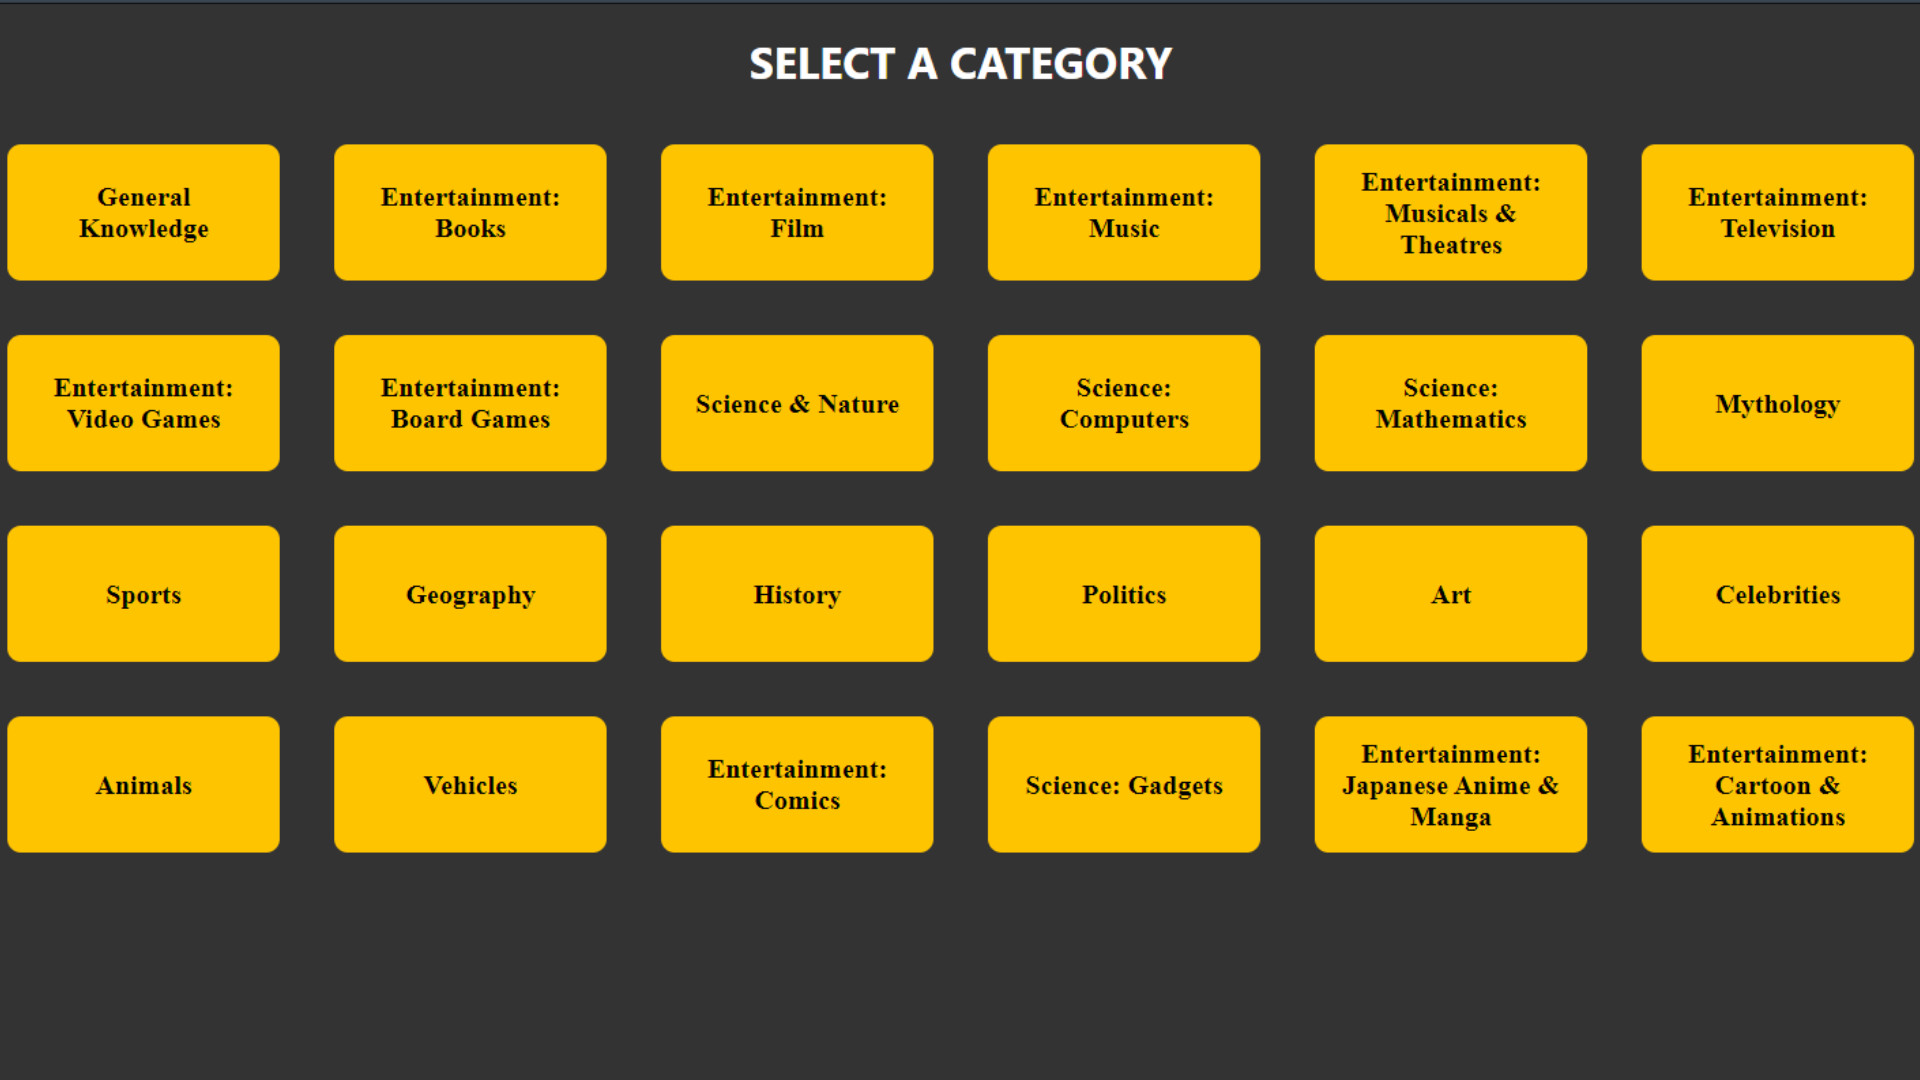 SELECT A CATEGORY
General
Knowledge
Entertainment:
Books
Entertainment:
Film
Entertainment:
Music
Entertainment:
Musicals &
Theatres
Entertainment:
Television
Entertainment:
Video Games
Entertainment:
Board Games
Science & Nature
Science:
Computers
Science:
Mathematics
Mythology
Sports
Geography
History
Politics
Art
Celebrities
Animals
Vehicles
Entertainment:
Comics
Science: Gadgets
Entertainment:
Japanese Anime &
Manga
Entertainment:
Cartoon &
Animations